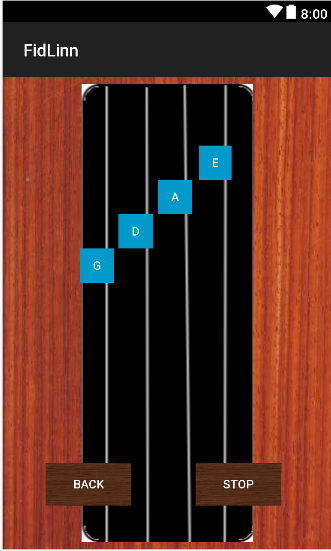 8:00
FidLinn
E
A
D
G
BACK
STOP